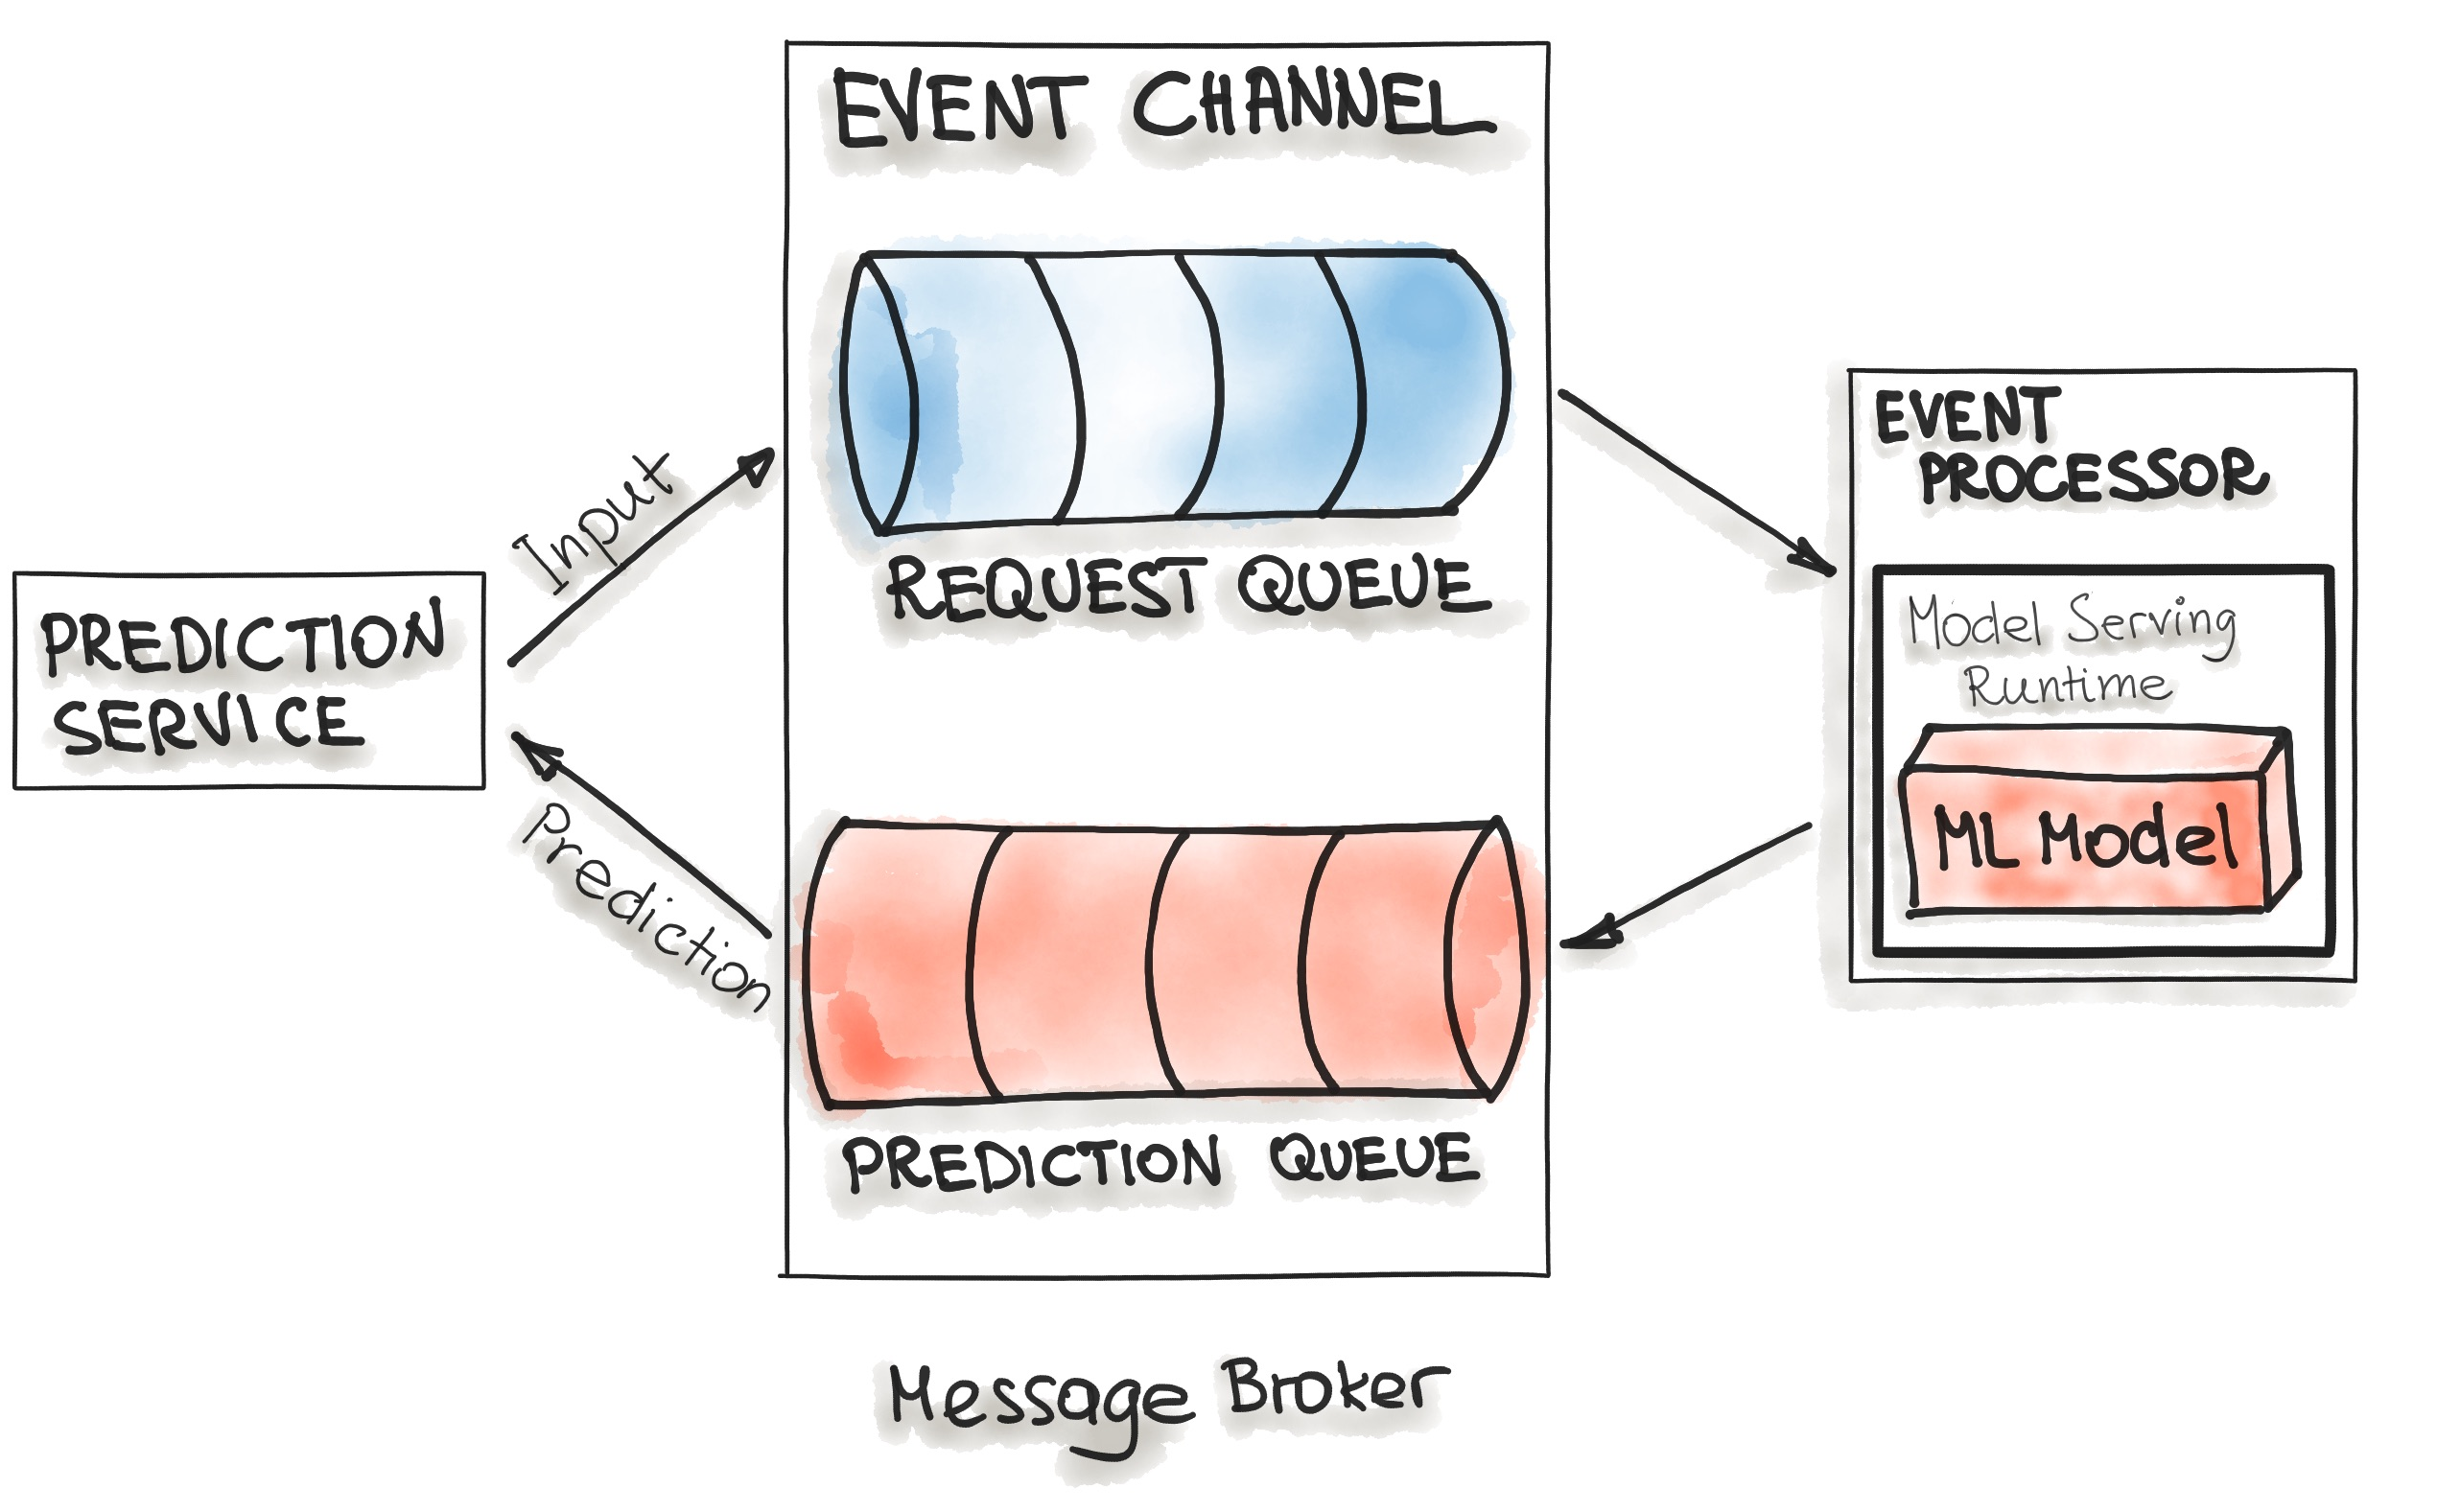 EVENT CHANNEL
REQUEST QUEUE
PREDICTION QUEUE
Message Broker
PREDICTION
SERVICE
Input
Prediction
EVENT
PROCESSOR
Model Serving
Runtime
ML Model